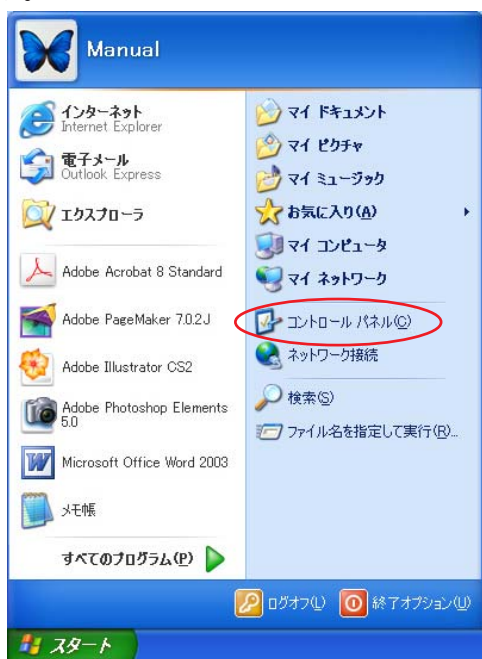 Manual
インターネット
Internet Explorer
電子メール
Outlook Express
エクスプローラ
Adobe Acrobat 8 Standard
Adobe PageMaker 7.0.2J
Adobe Illustrator CS2
Adobe Photoshop Elements
5.0
Microsoft Office Word 2003
メモ帳
すべてのプログラム(P)
マイ ドキュメント
マイ ピクチャ
マイ ミュージック
お気に入り(A)
マイ コンピュータ
マイ ネットワーク
コントロール パネル(C)
ネットワーク接続
検索(S)
ファイル名を指定して実行(R)...
ログオフ(L)
終了オプション(U)
スタート